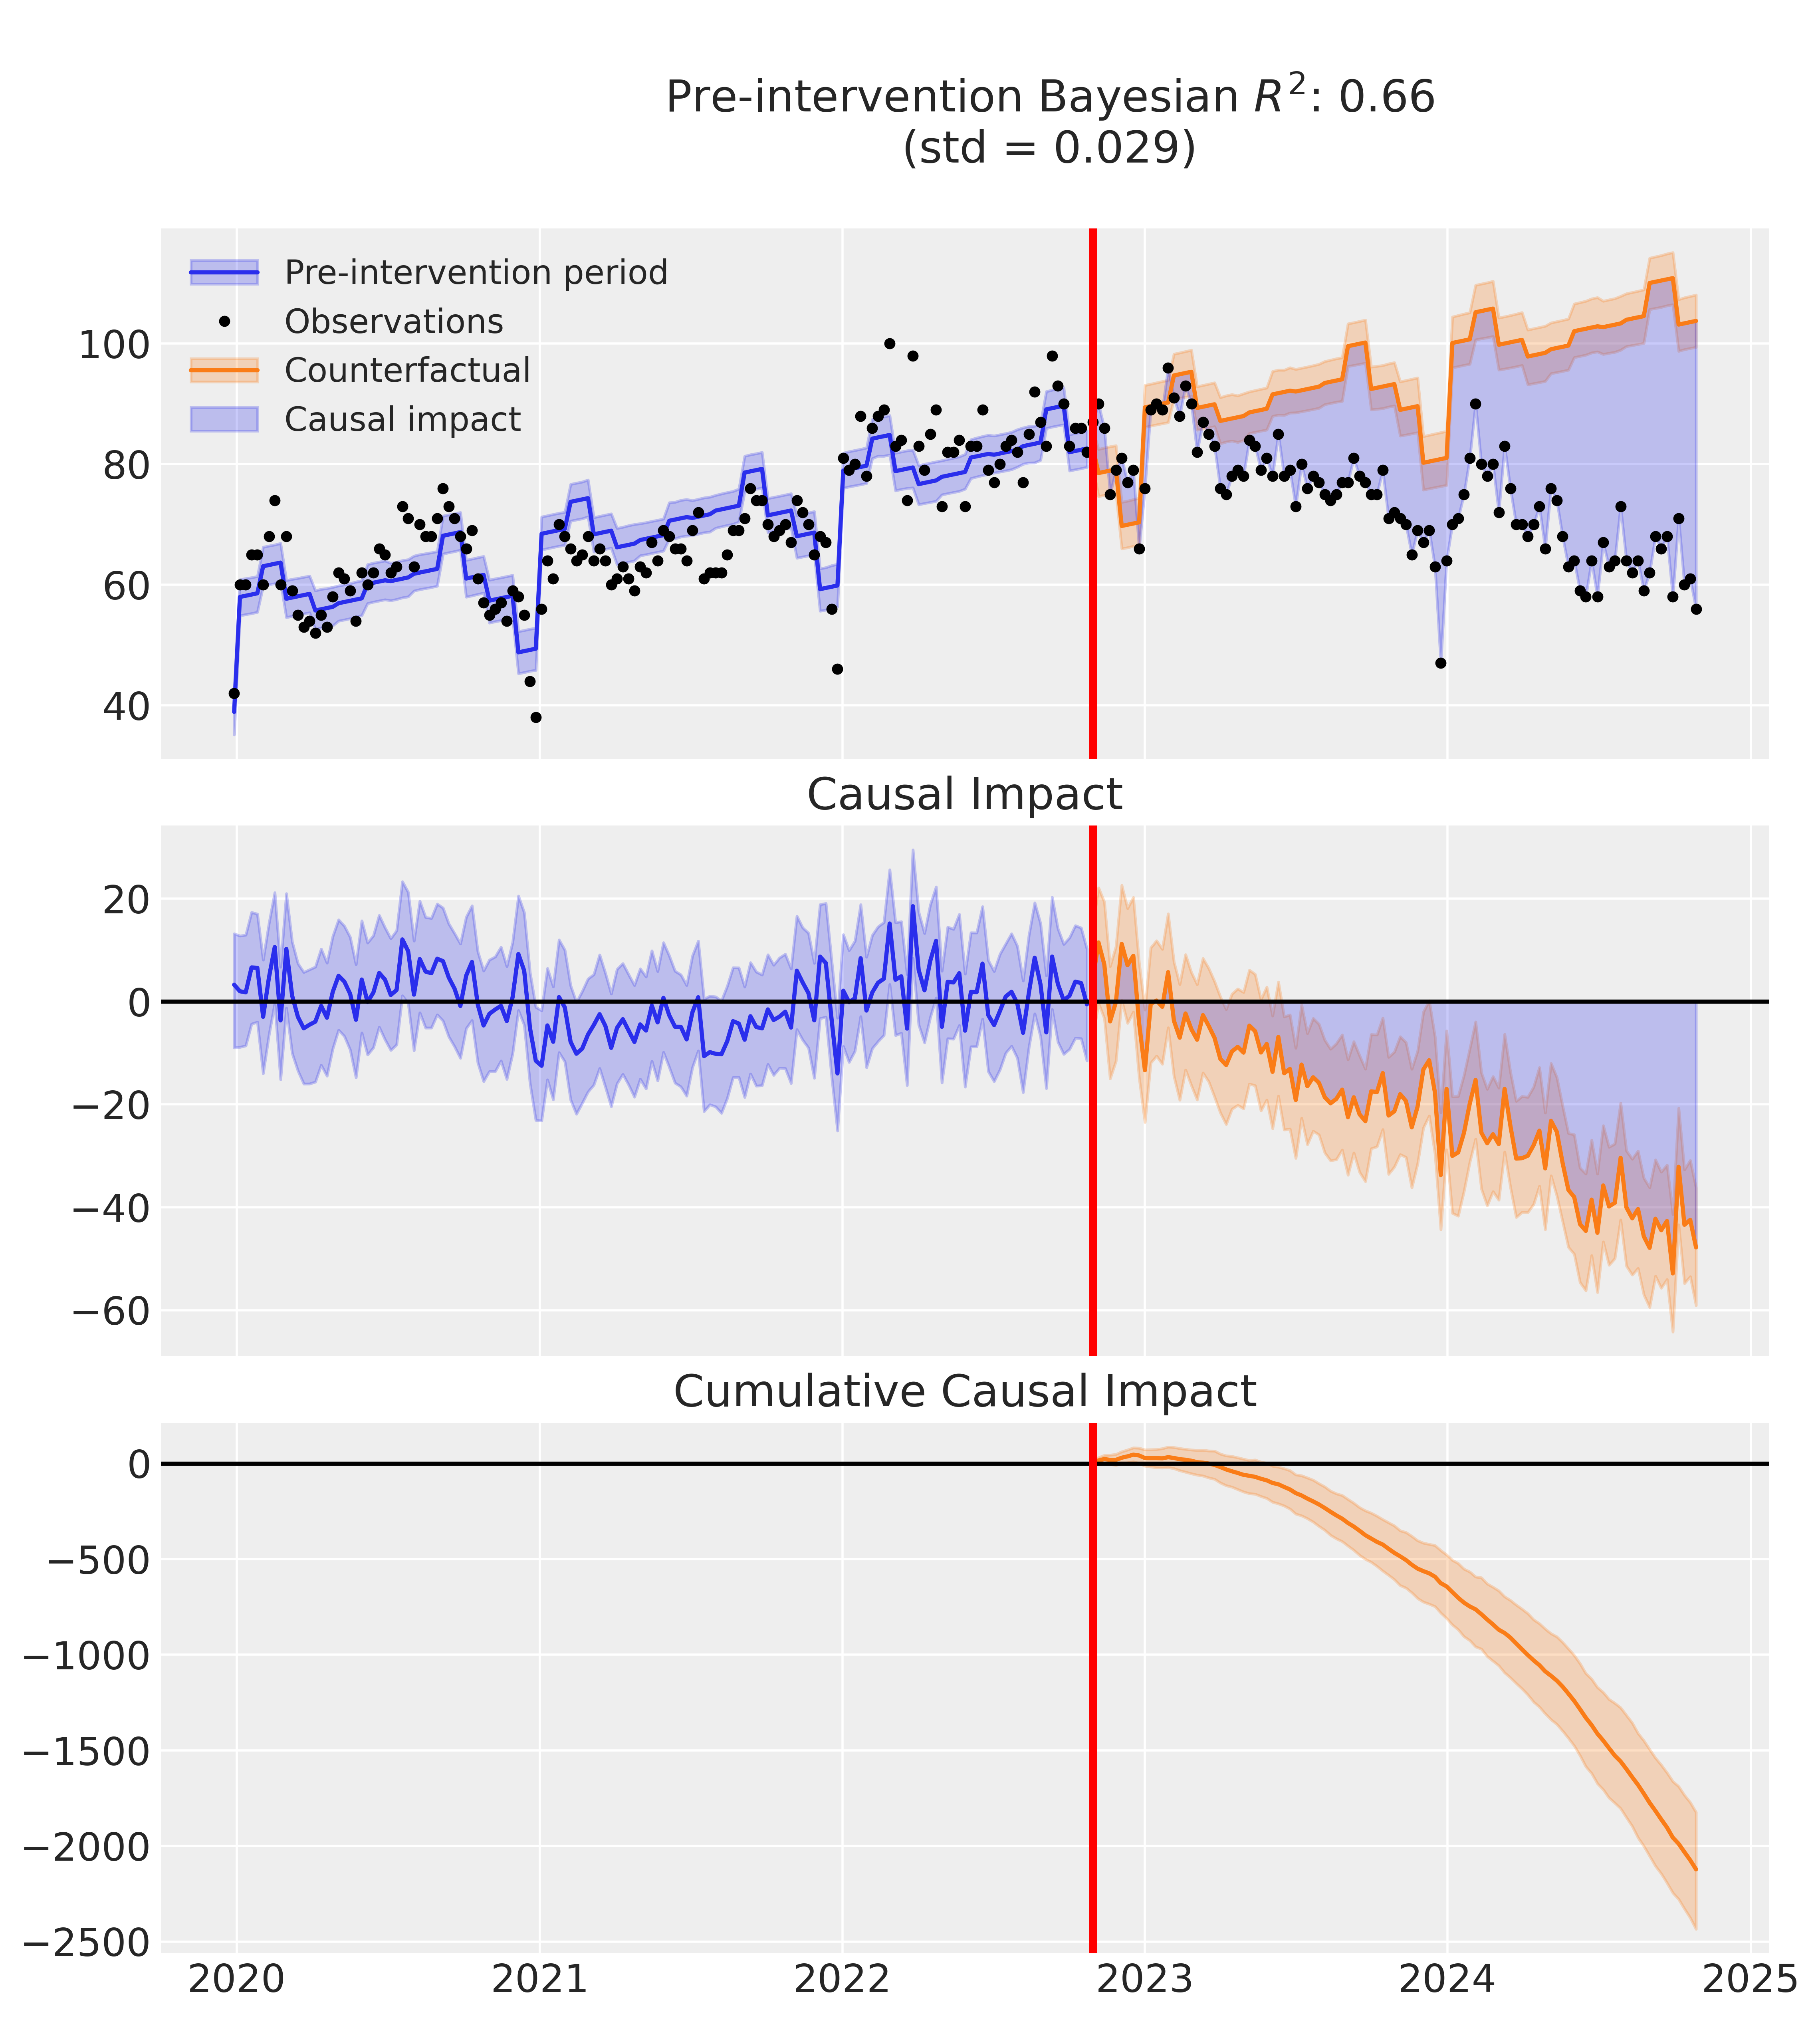 Pre-intervention Bayesian R²: 0.66
(std = 0.029)
Pre-intervention period
Observations
Counterfactual
Causal impact
100
80
60
40
Causal Impact
20
0
−20
−40
−60
Cumulative Causal Impact
0
−500
−1000
−1500
−2000
−2500
2020 2021 2022 2023 2024 2025